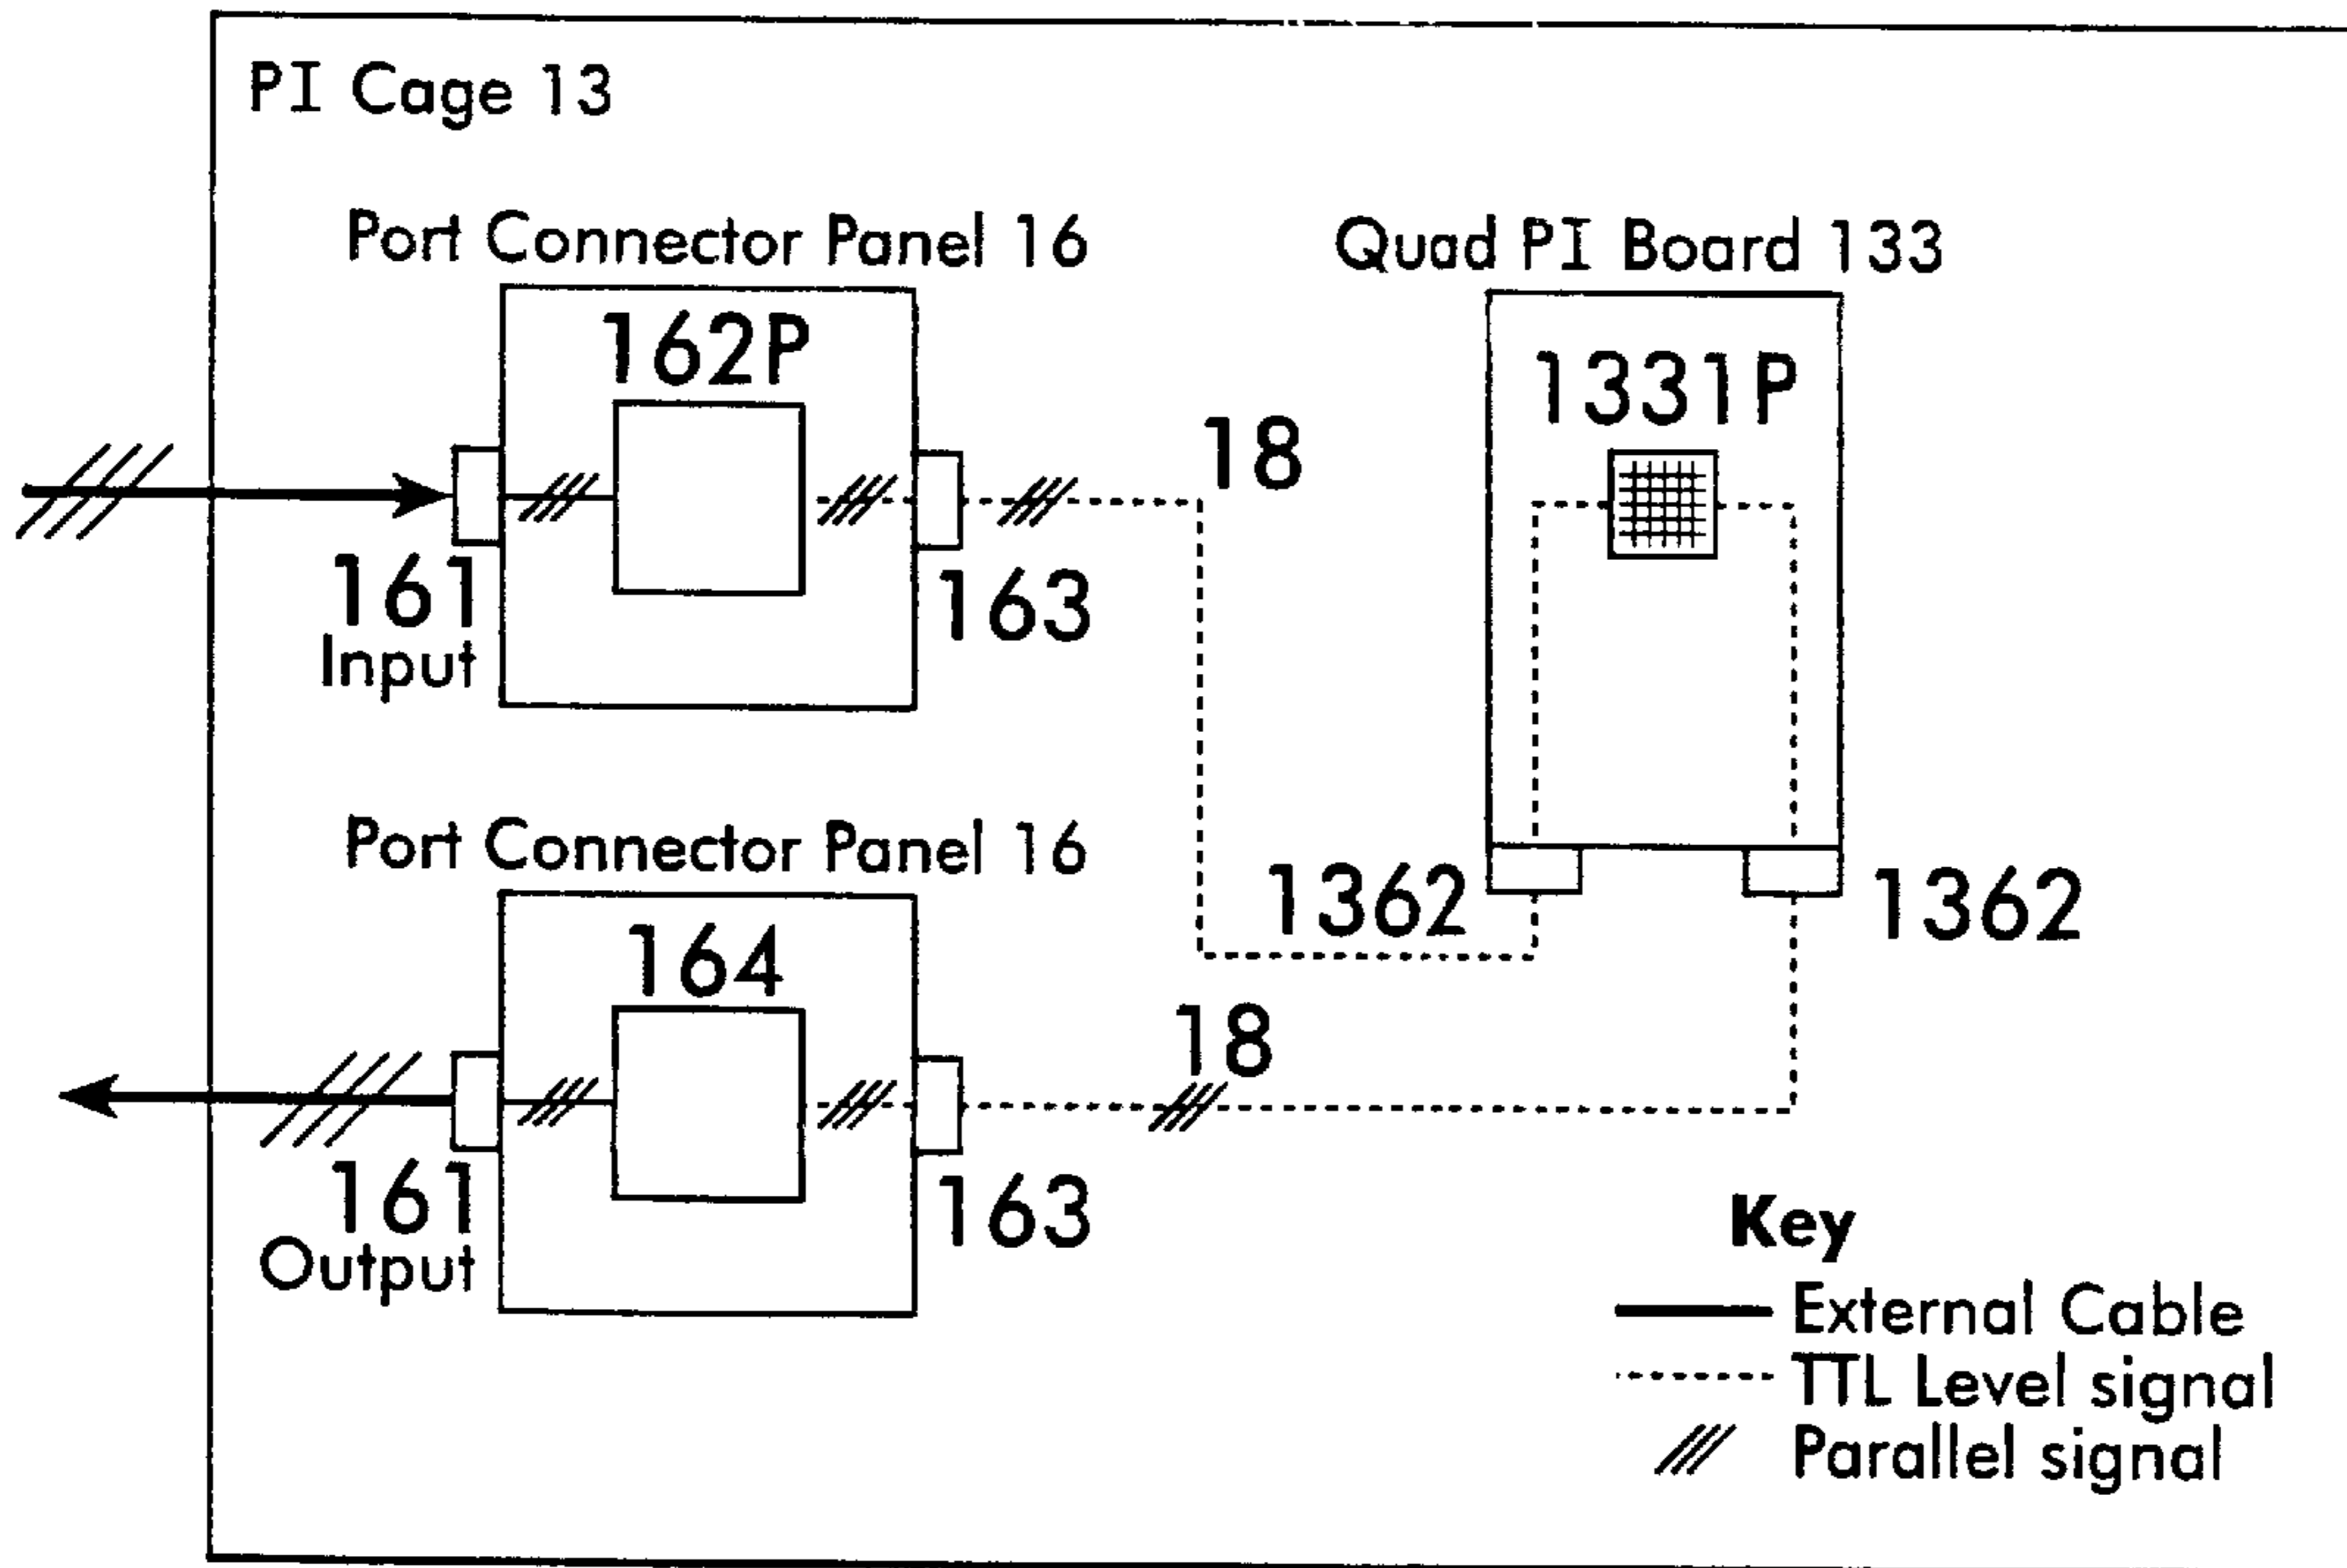 PI Cage 13
Port Connector Panel 16
162P
161
Input
163
18
Quad PI Board 133
1331P
1362
1362
Port Connector Panel 16
164
161
Output
163
18
Key
External Cable
TTL Level signal
Parallel signal